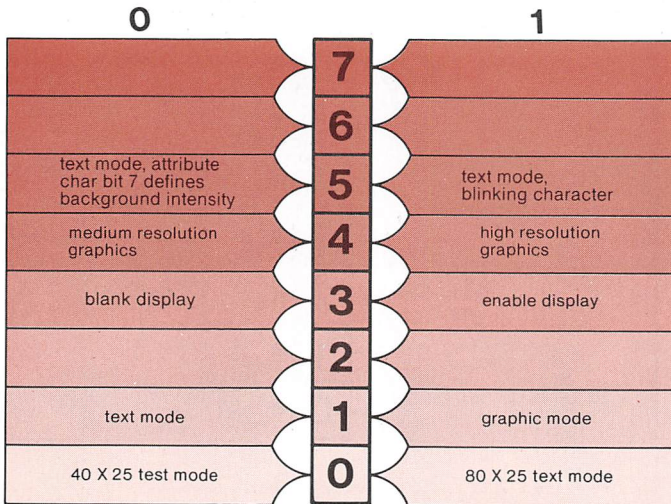 0
1
7
6
text mode, attribute
char bit 7 defines
background intensity
5
text mode,
blinking character
medium resolution
graphics
4
high resolution
graphics
blank display
3
enable display
2
text mode
1
graphic mode
40 X 25 test mode
0
80 X 25 text mode